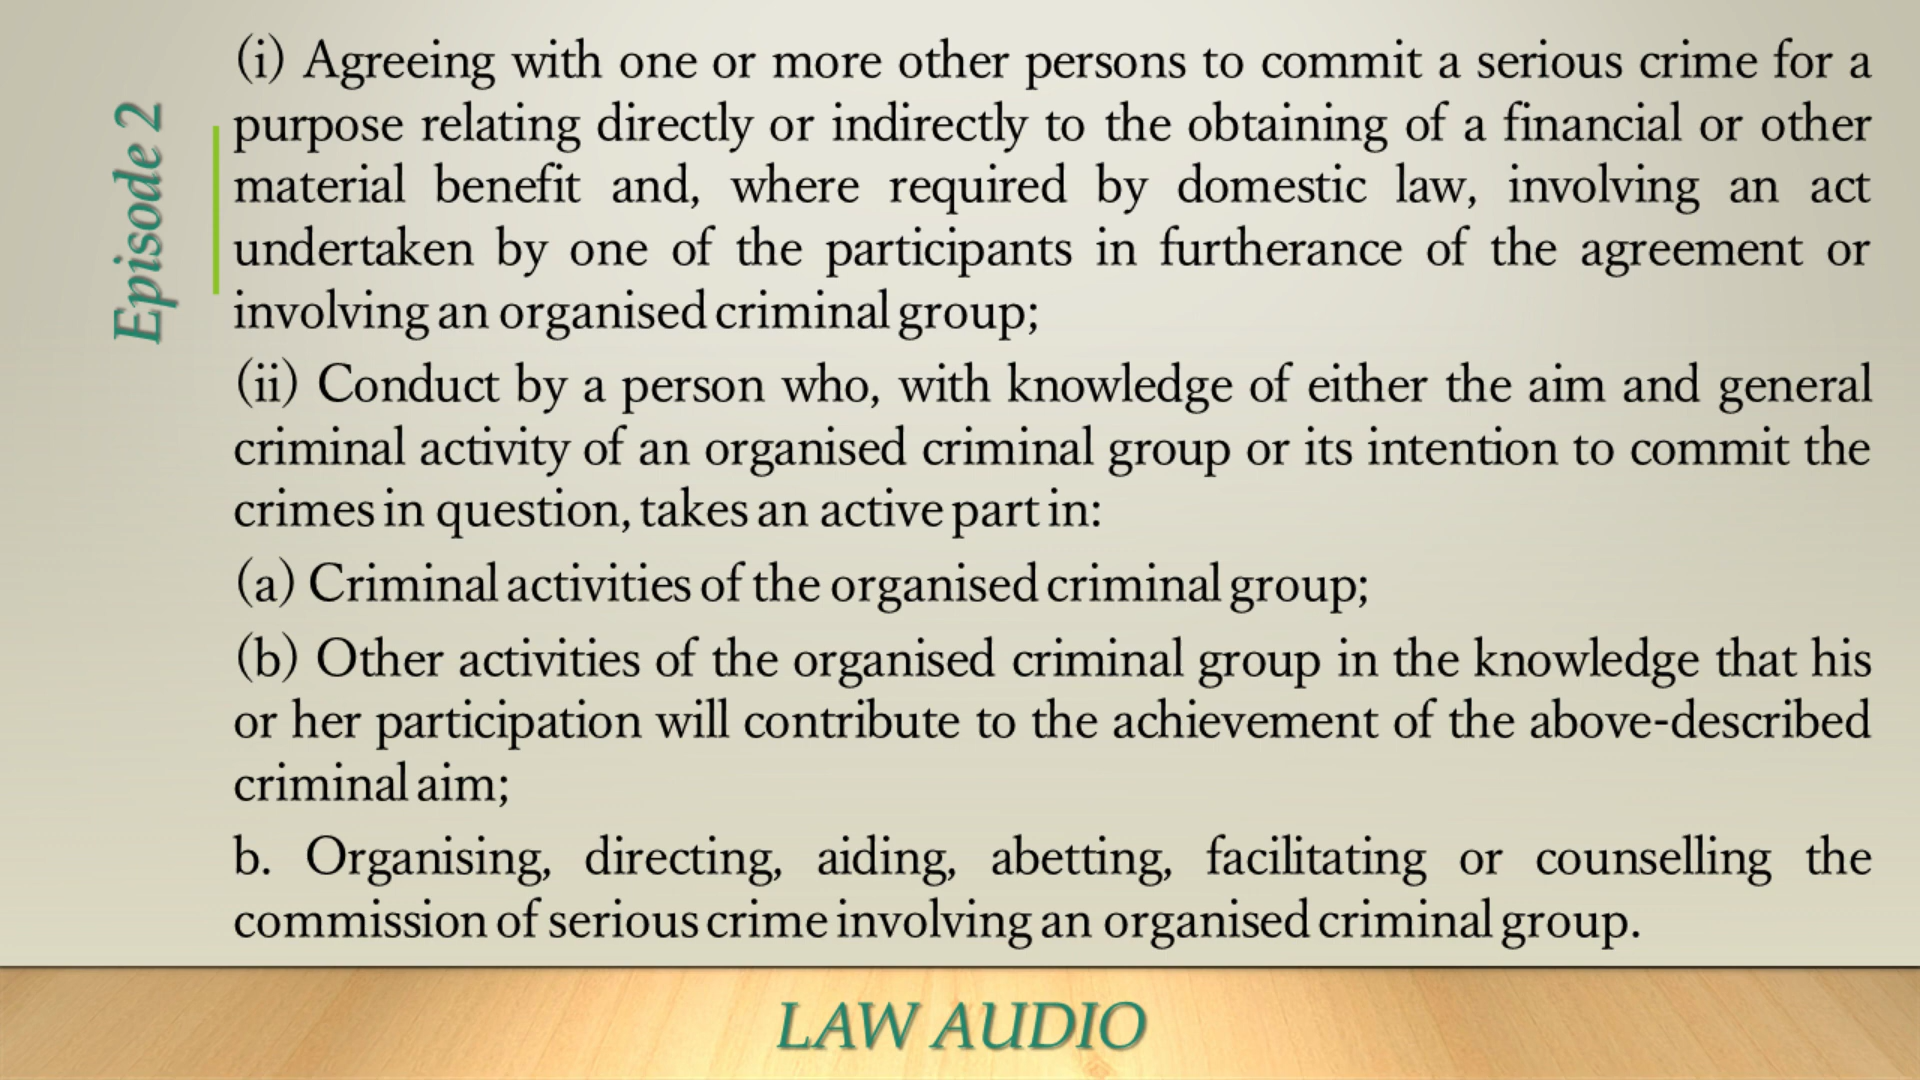 Episode 2
(i) Agreeing with one or more other persons to commit a serious crime for a
purpose relating directly or indirectly to the obtaining of a financial or other
material benefit and, where required by domestic law, involving an act
undertaken by one of the participants in furtherance of the agreement or
involving an organised criminal group;
(ii) Conduct by a person who, with knowledge of either the aim and general
criminal activity of an organised criminal group or its intention to commit the
crimes in question, takes an active part in:
(a) Criminal activities of the organised criminal group;
(b) Other activities of the organised criminal group in the knowledge that his
or her participation will contribute to the achievement of the above-described
criminal aim;
b. Organising, directing, aiding, abetting, facilitating or counselling the
commission of serious crime involving an organised criminal group.
LAW AUDIO